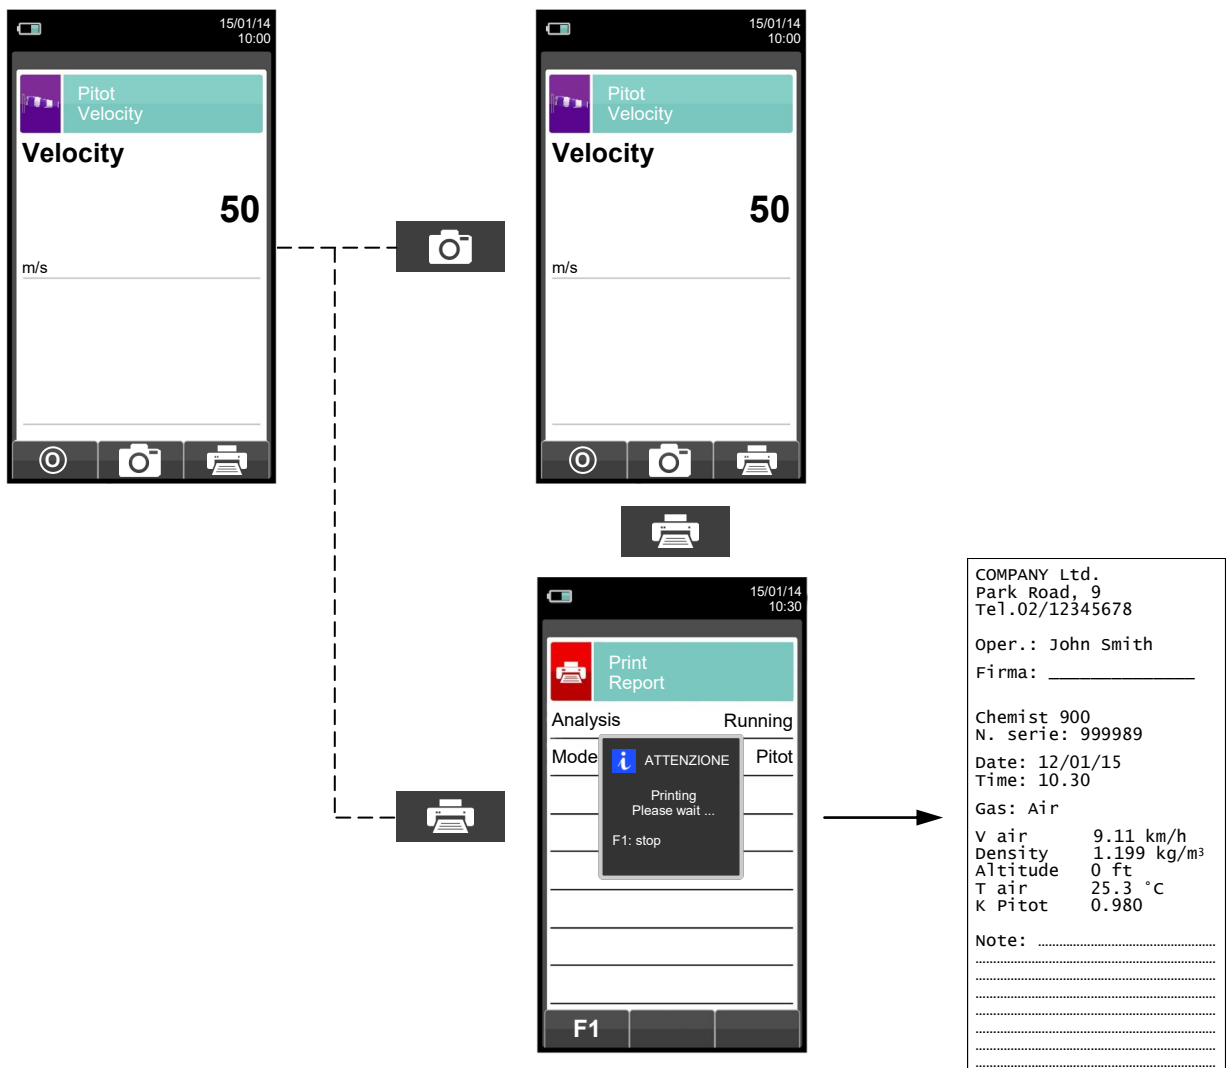 15/01/14
10:00
Pitot
Velocity
Velocity
50
m/s
15/01/14
10:00
Pitot
Velocity
Velocity
50
m/s
15/01/14
10:30
Print
Report
Analysis Running
Mode Pitot
i ATTENZIONE
Printing
Please wait ...
F1: stop
F1
COMPANY Ltd.
Park Road, 9
Tel.02/12345678
Oper.: John Smith
Firma: ______________
Chemist 900
N. serie: 999989
Date: 12/01/15
Time: 10.30
Gas: Air
V air 9.11 km/h
Density 1.199 kg/m³
Altitude 0 ft
T air 25.3 °C
K Pitot 0.980
Note: ..................................................